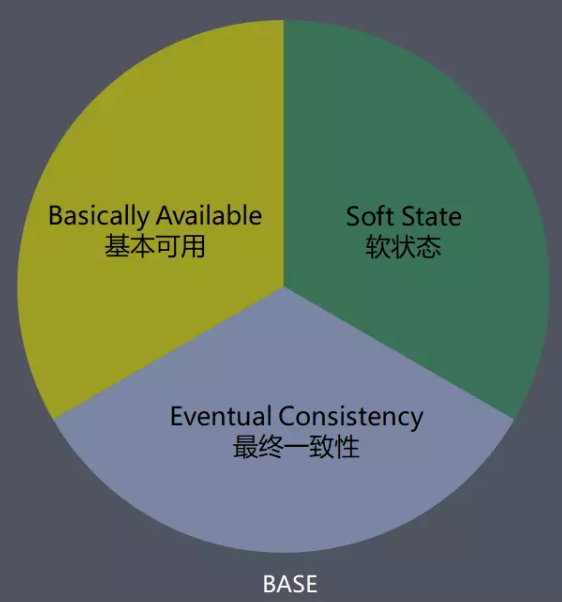 Basically Available
基本可用
Soft State
软状态
Eventual Consistency
最终一致性
BASE